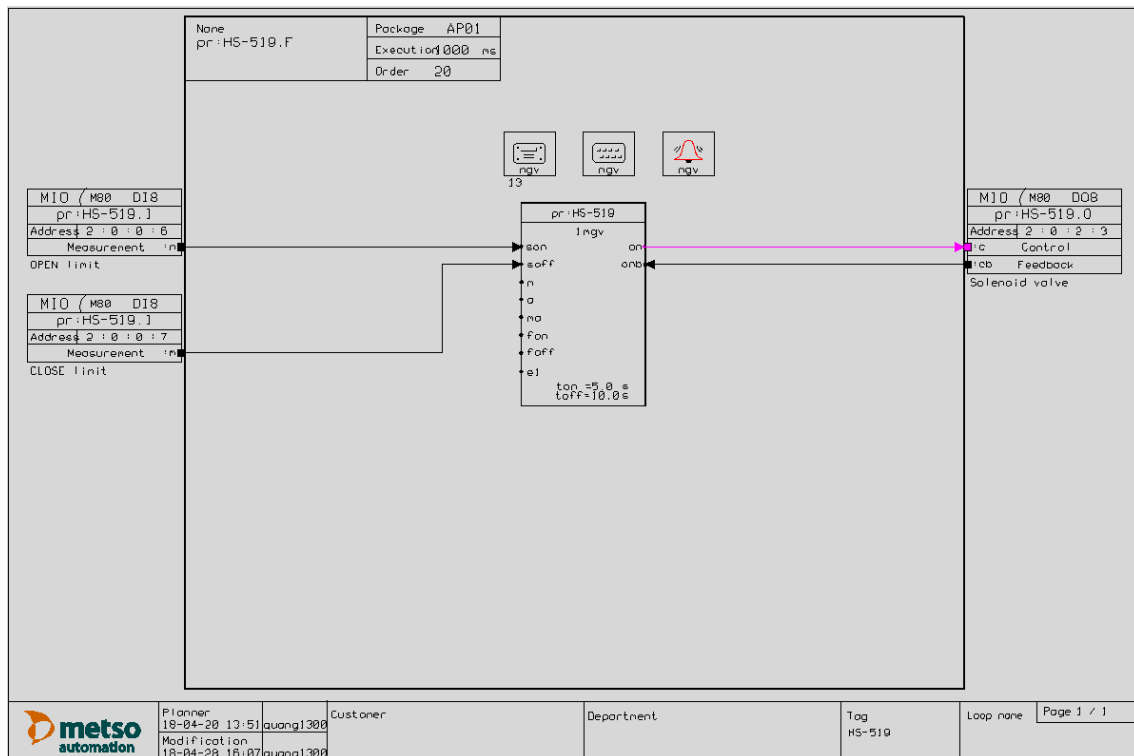 Name
pr:HS-519.F
Package AP01
Execution 1000 ms
Order 20
mgv
13
mgv
mgv
MIO / M80 DI8
pr:HS-519.I
Address 2 : 0 : 0 : 6
Measurement :m
OPEN limit
MIO / M80 DI8
pr:HS-519.I
Address 2 : 0 : 0 : 7
Measurement :m
CLOSE limit
pr:HS-519
1mgv
son on
soff onb
m
a
ma
fon
foff
e1
ton =5.0 s
toff=10.0s
MIO / M80 DO8
pr:HS-519.O
Address 2 : 0 : 2 : 3
:c Control
:cb Feedback
Solenoid valve
metso
automation
Planner
18-04-20 13:51 quang1300
Modification
18-04-28 16:07 quang1300
Customer
Department
Tag
HS-519
Loop name
Page 1 / 1